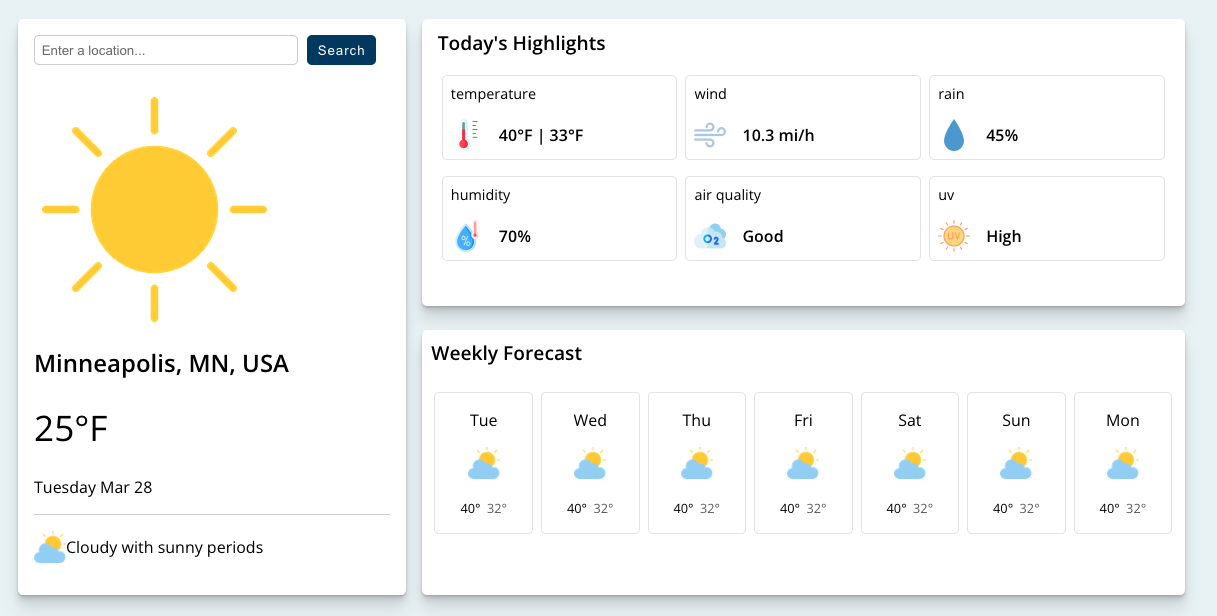 Enter a location...
Search
Minneapolis, MN, USA
25°F
Tuesday Mar 28
Cloudy with sunny periods
Today's Highlights
temperature
40°F | 33°F
wind
10.3 mi/h
rain
45%
humidity
%
70%
air quality
O2
Good
uv
UV
High
Weekly Forecast
Tue
40° 32°
Wed
40° 32°
Thu
40° 32°
Fri
40° 32°
Sat
40° 32°
Sun
40° 32°
Mon
40° 32°